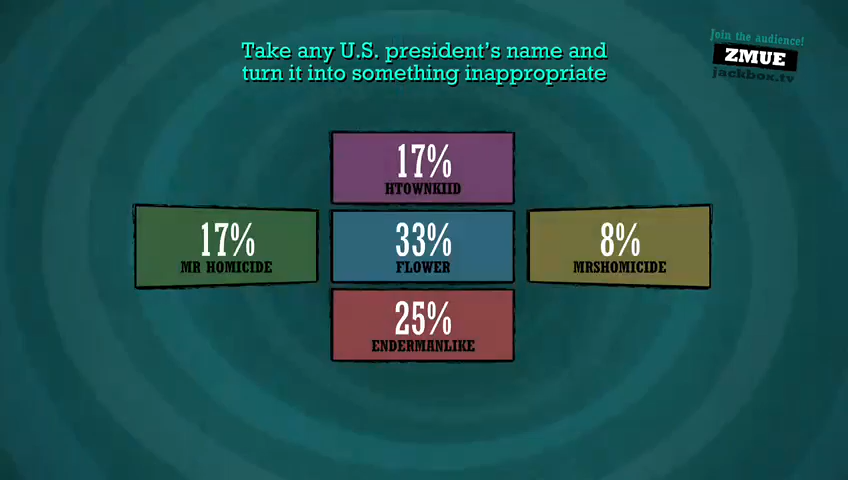 Take any U.S. president's name and
turn it into something inappropriate
Join the audience!
ZMUE
jackbox.tv
17%
HTOWNKIID
17%
MR HOMICIDE
33%
FLOWER
8%
MRSHOMICIDE
25%
ENDERMANLIKE